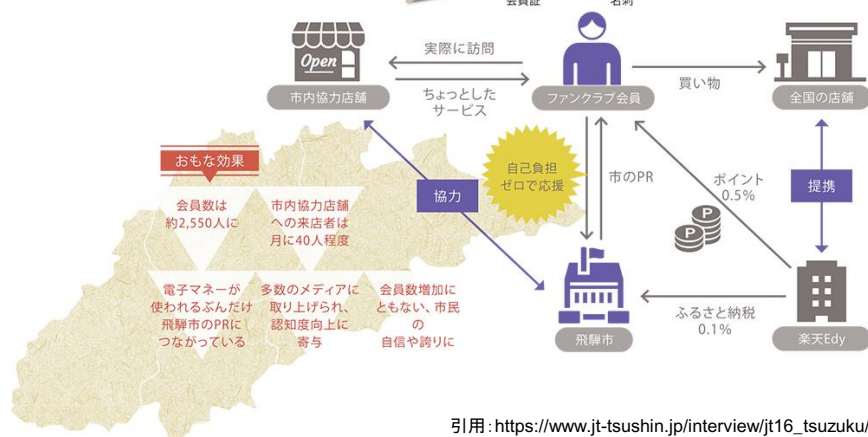 会員証
名刺
Open
市内協力店舗
実際に訪問
ちょっとした
サービス
ファンクラブ会員
買い物
全国の店舗
おもな効果
会員数は
約2,550人に
市内協力店舗
への来店者は
月に40人程度
電子マネーが
使われるぶんだけ
飛騨市のPRに
つながっている
多数のメディアに
取り上げられ、
認知度向上に
寄与
会員数増加に
ともない、市民
の
自信や誇りに
協力
自己負担
ゼロで応援
市のPR
ポイント
0.5%
P
P
提携
飛騨市
ふるさと納税
0.1%
楽天Edy
引用：https://www.jt-tsushin.jp/interview/jt16_tsuzuku/